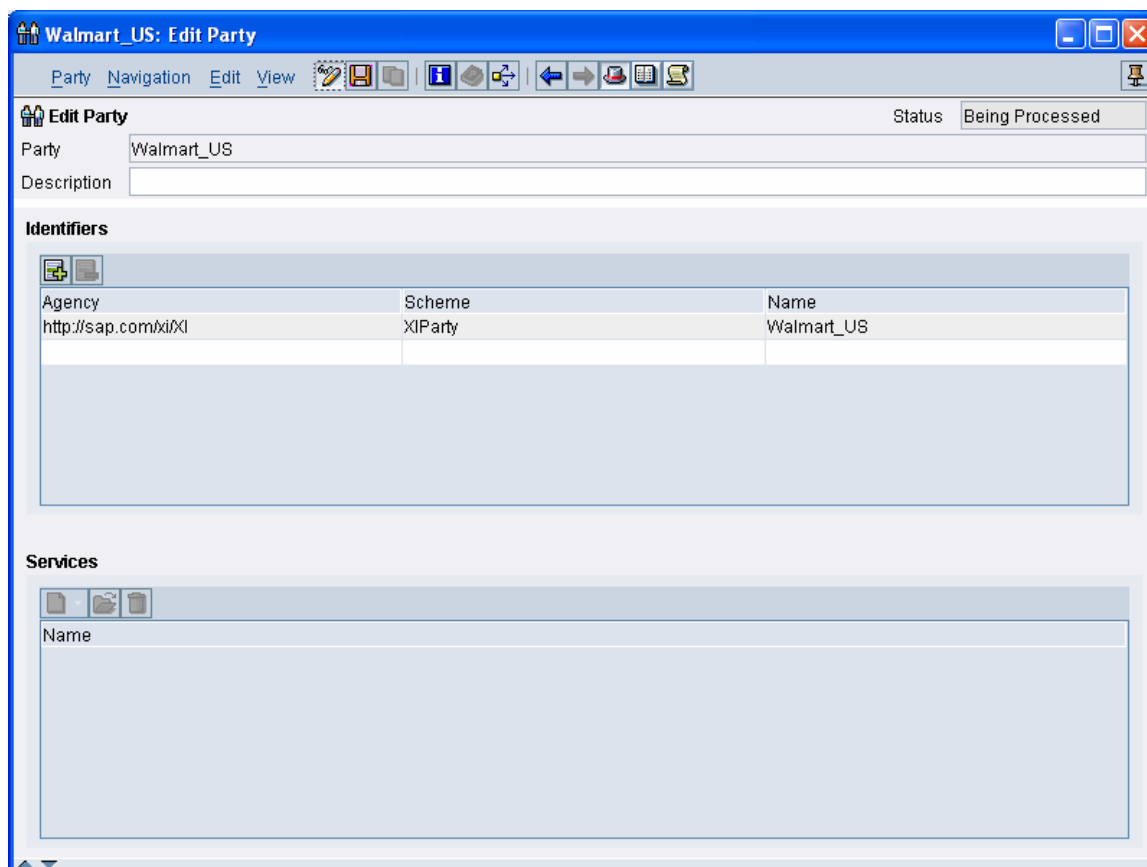 Walmart_US: Edit Party
Party Navigation Edit View
Edit Party Status Being Processed
Party Walmart_US
Description
Identifiers
Agency Scheme Name
http://sap.com/xi/XI XIParty Walmart_US
Services
Name